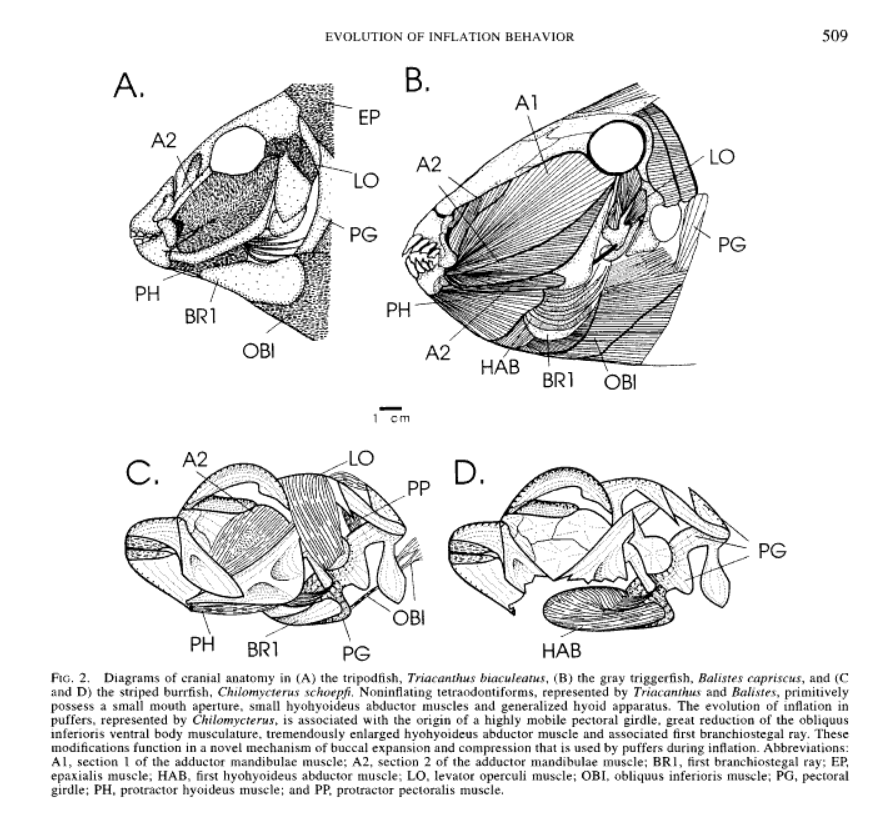 EVOLUTION OF INFLATION BEHAVIOR
509
A.
B.
A1
EP
A2
A2
LO
LO
PG
PG
PH
PH
BR1
OBI
A2
HAB
BR1
OBI
1 cm
C.
A2
LO
D.
PP
PG
OBI
PH
BR1
PG
HAB
FIG. 2. Diagrams of cranial anatomy in (A) the tripodfish, Triacanthus biaculeatus, (B) the gray triggerfish, Balistes capriscus, and (C
and D) the striped burrfish, Chilomycterus schoepfi. Noninflating tetraodontiforms, represented by Triacanthus and Balistes, primitively
possess a small mouth aperture, small hyohyoideus abductor muscles and generalized hyoid apparatus. The evolution of inflation in
puffers, represented by Chilomycterus, is associated with the origin of a highly mobile pectoral girdle, great reduction of the obliquus
inferioris ventral body musculature, tremendously enlarged hyohyoideus abductor muscle and associated first branchiostegal ray. These
modifications function in a novel mechanism of buccal expansion and compression that is used by puffers during inflation. Abbreviations:
A1, section 1 of the adductor mandibulae muscle; A2, section 2 of the adductor mandibulae muscle; BR1, first branchiostegal ray; EP,
epaxialis muscle; HAB, first hyohyoideus abductor muscle; LO, levator operculi muscle; OBI, obliquus inferioris muscle; PG, pectoral
girdle; PH, protractor hyoideus muscle; and PP, protractor pectoralis muscle.